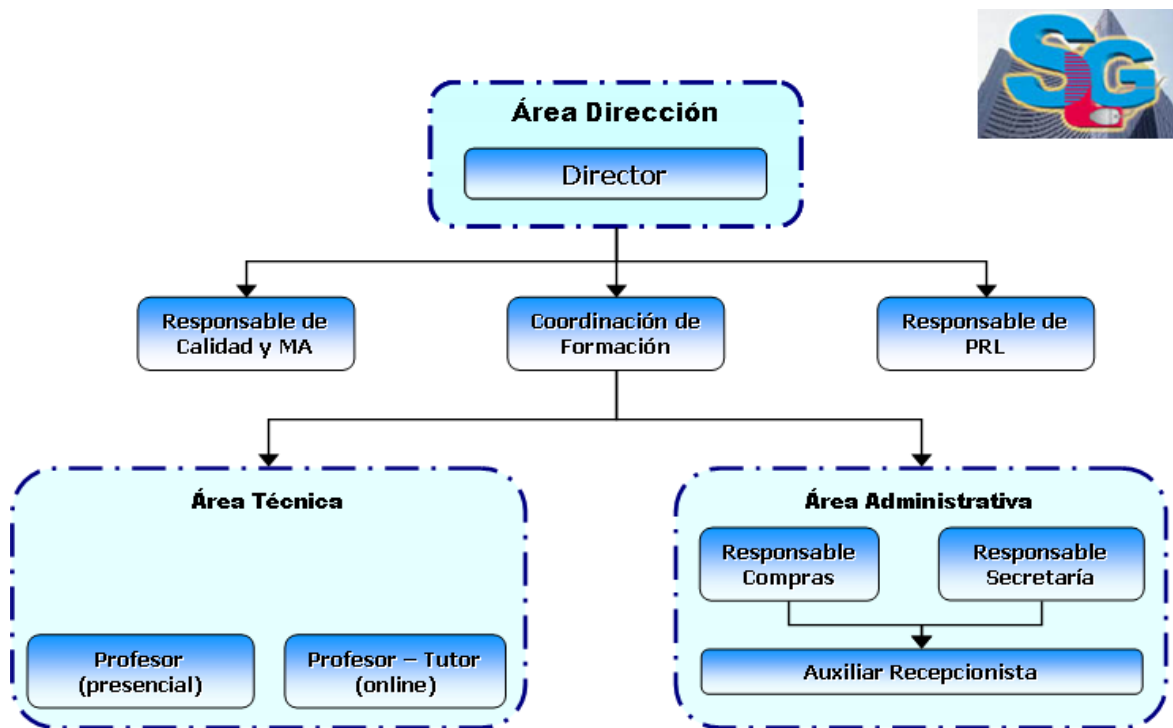 SG
Área Dirección
Director
Responsable de
Calidad y MA
Coordinación de
Formación
Responsable de
PRL
Área Técnica
Profesor
(presencial)
Profesor – Tutor
(online)
Área Administrativa
Responsable
Compras
Responsable
Secretaría
Auxiliar Recepcionista